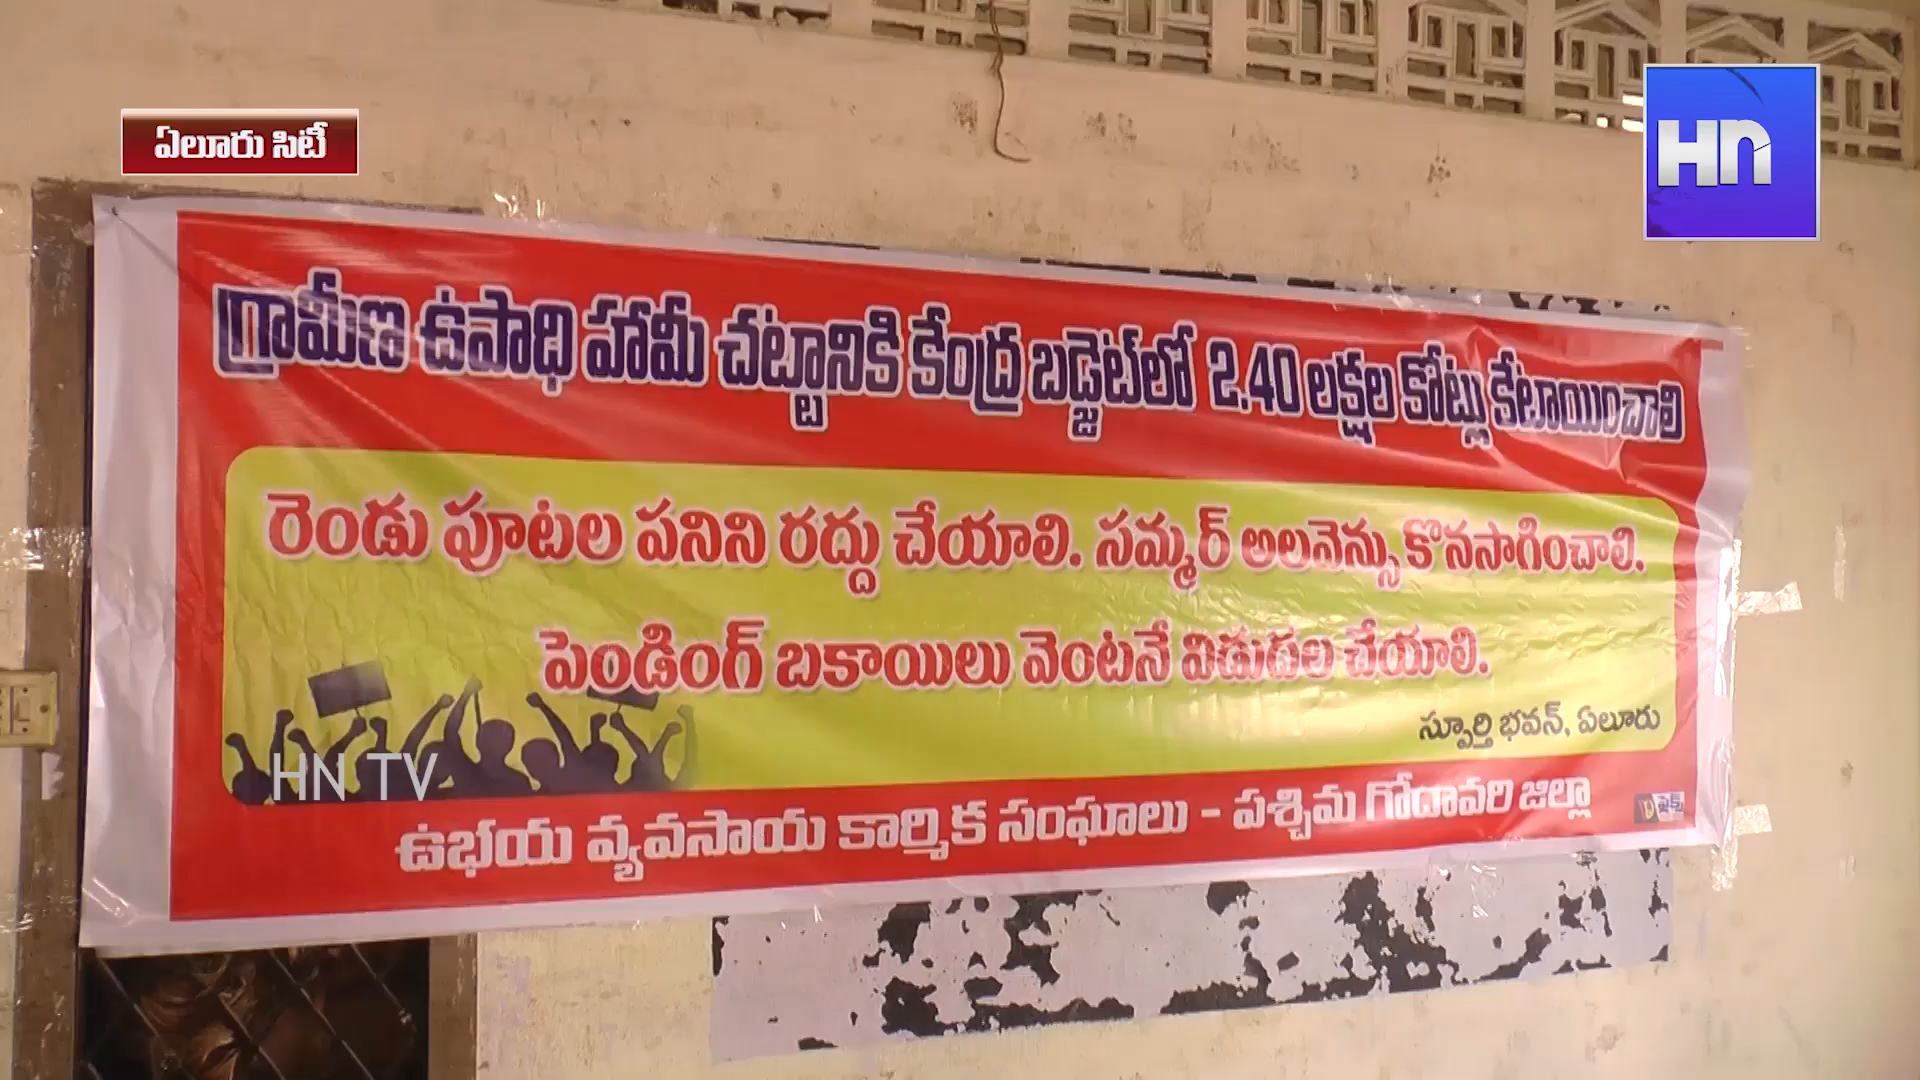 ఏలూరు సిటీ
HN
గ్రామీణ ఉపాధి హామీ చట్టానికి కేంద్ర బడ్జెట్‌లో 2.40 లక్షల కోట్లు కేటాయించాలి
రెండు పూటల పనిని రద్దు చేయాలి. సమ్మర్ అలవెన్సు కొనసాగించాలి.
పెండింగ్ బకాయిలు వెంటనే విడుదల చేయాలి.
స్ఫూర్తి భవన్, ఏలూరు
HN TV
ఉభయ వ్యవసాయ కార్మిక సంఘాలు - పశ్చిమ గోదావరి జిల్లా